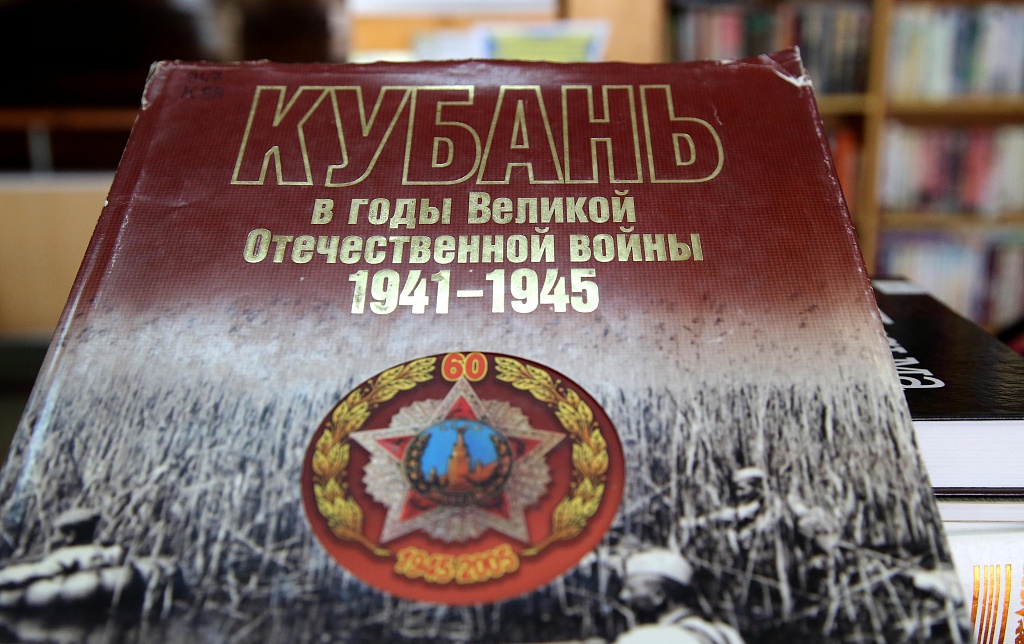 КУБАНЬ
в годы Великой
Отечественной войны
1941–1945
60
1945-2005